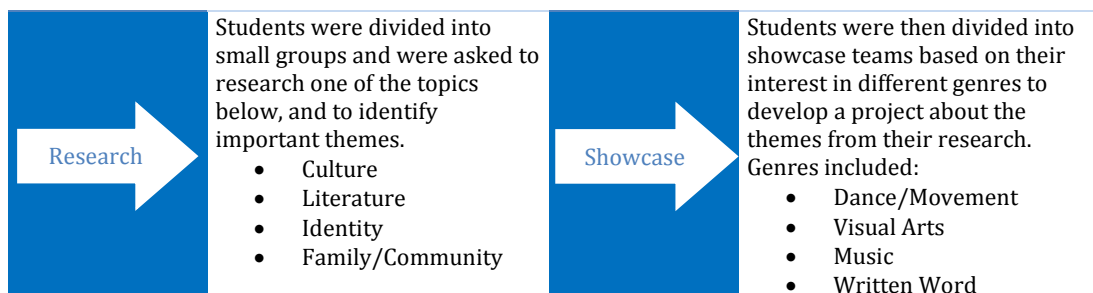 Research
Students were divided into
small groups and were asked to
research one of the topics
below, and to identify
important themes.
• Culture
• Literature
• Identity
• Family/Community
Showcase
Students were then divided into
showcase teams based on their
interest in different genres to
develop a project about the
themes from their research.
Genres included:
• Dance/Movement
• Visual Arts
• Music
• Written Word